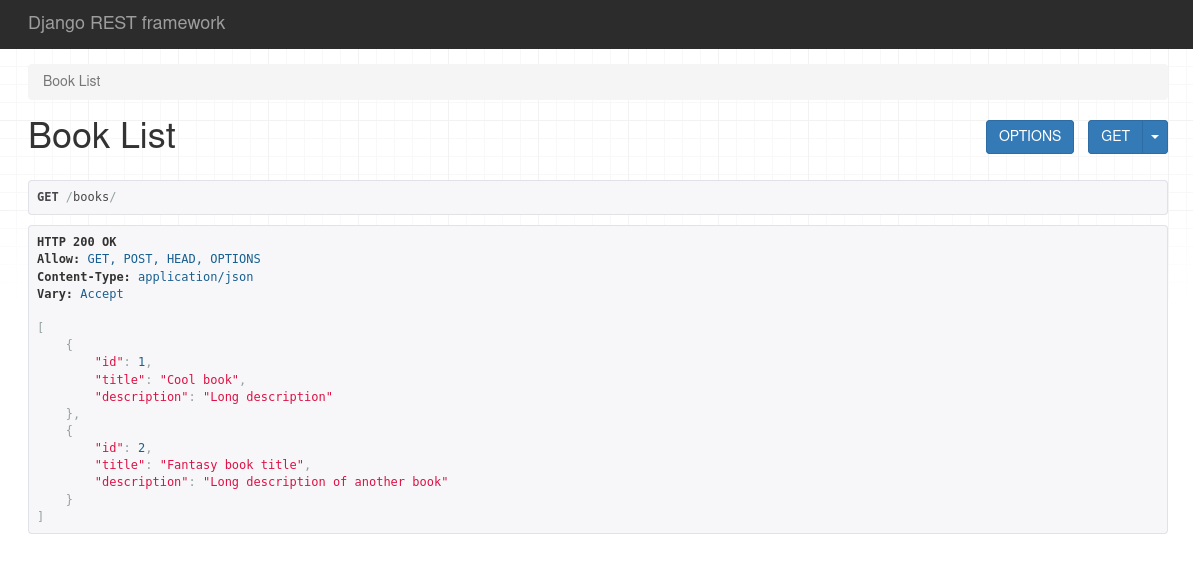 Django REST framework
Book List
Book List
OPTIONS
GET
GET /books/
HTTP 200 OK
Allow: GET, POST, HEAD, OPTIONS
Content-Type: application/json
Vary: Accept
[
    {
        "id": 1,
        "title": "Cool book",
        "description": "Long description"
    },
    {
        "id": 2,
        "title": "Fantasy book title",
        "description": "Long description of another book"
    }
]